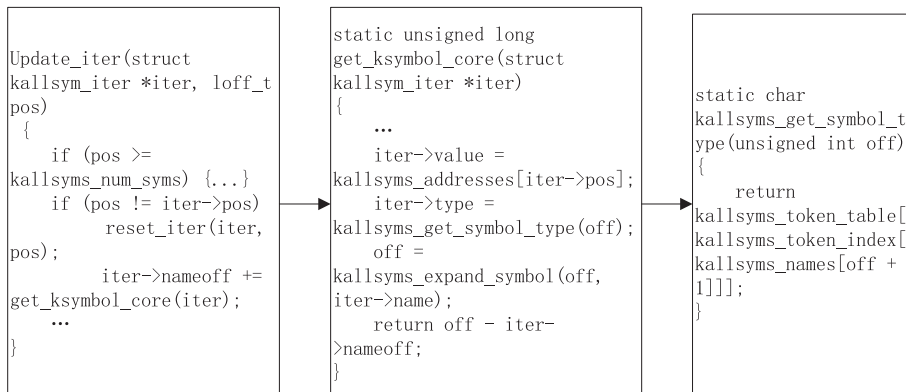 Update_iter(struct
kallsym_iter *iter, loff_t
pos)
{
if (pos >=
kallsyms_num_syms) {...}
if (pos != iter->pos)
reset_iter(iter,
pos);
iter->nameoff +=
get_ksymbol_core(iter);
…
}
static unsigned long
get_ksymbol_core(struct
kallsym_iter *iter)
{
…
iter->value =
kallsyms_addresses[iter->pos];
iter->type =
kallsyms_get_symbol_type(off);
off =
kallsyms_expand_symbol(off,
iter->name);
return off - iter-
>nameoff;
}
static char
kallsyms_get_symbol_t
ype(unsigned int off)
{
return
kallsyms_token_table[
kallsyms_token_index[
kallsyms_names[off +
1]]];
}